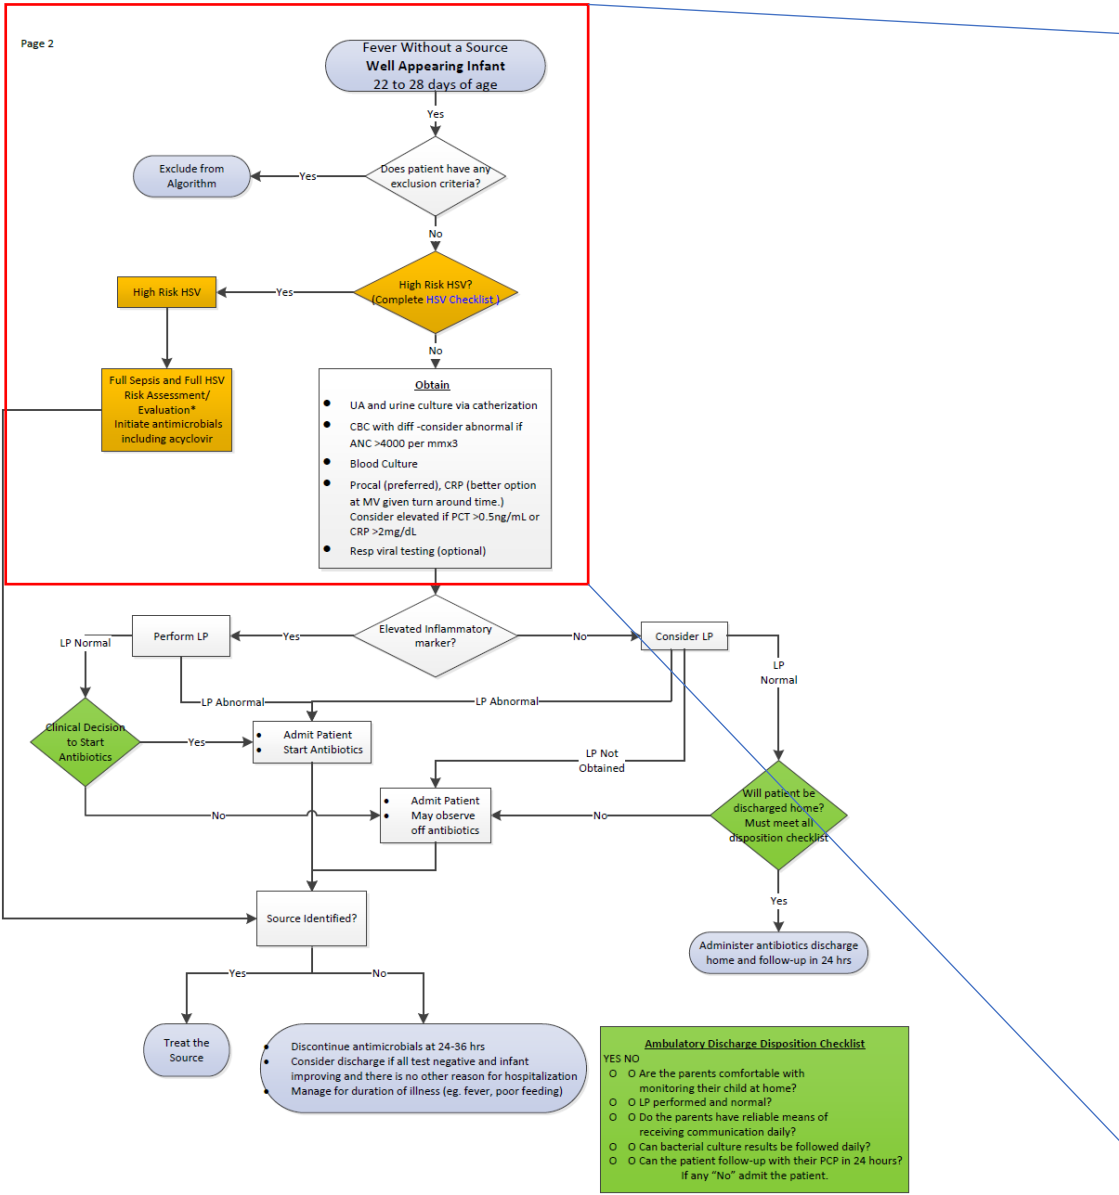 Page 2
Fever Without a Source
Well Appearing Infant
22 to 28 days of age
Yes
Does patient have any
exclusion criteria?
Yes
Exclude from
Algorithm
No
High Risk HSV?
(Complete HSV Checklist )
Yes
High Risk HSV
No
Full Sepsis and Full HSV
Risk Assessment/
Evaluation*
Initiate antimicrobials
including acyclovir
Obtain
● UA and urine culture via catherization
● CBC with diff -consider abnormal if
ANC >4000 per mmx3
● Blood Culture
● Procal (preferred), CRP (better option
at MV given turn around time.)
Consider elevated if PCT >0.5ng/mL or
CRP >2mg/dL
● Resp viral testing (optional)
Elevated Inflammatory
marker?
Yes
Perform LP
No
Consider LP
LP Normal
LP Abnormal
LP Abnormal
LP
Normal
LP Not
Obtained
Clinical Decision
to Start
Antibiotics
Yes
● Admit Patient
● Start Antibiotics
No
● Admit Patient
● May observe
off antibiotics
No
Will patient be
discharged home?
Must meet all
disposition checklist
Yes
Administer antibiotics discharge
home and follow-up in 24 hrs
Source Identified?
Yes
No
Treat the
Source
● Discontinue antimicrobials at 24-36 hrs
● Consider discharge if all test negative and infant
improving and there is no other reason for hospitalization
● Manage for duration of illness (eg. fever, poor feeding)
Ambulatory Discharge Disposition Checklist
YES NO
O O Are the parents comfortable with
monitoring their child at home?
O O LP performed and normal?
O O Do the parents have reliable means of
receiving communication daily?
O O Can bacterial culture results be followed daily?
O O Can the patient follow-up with their PCP in 24 hours?
If any “No” admit the patient.